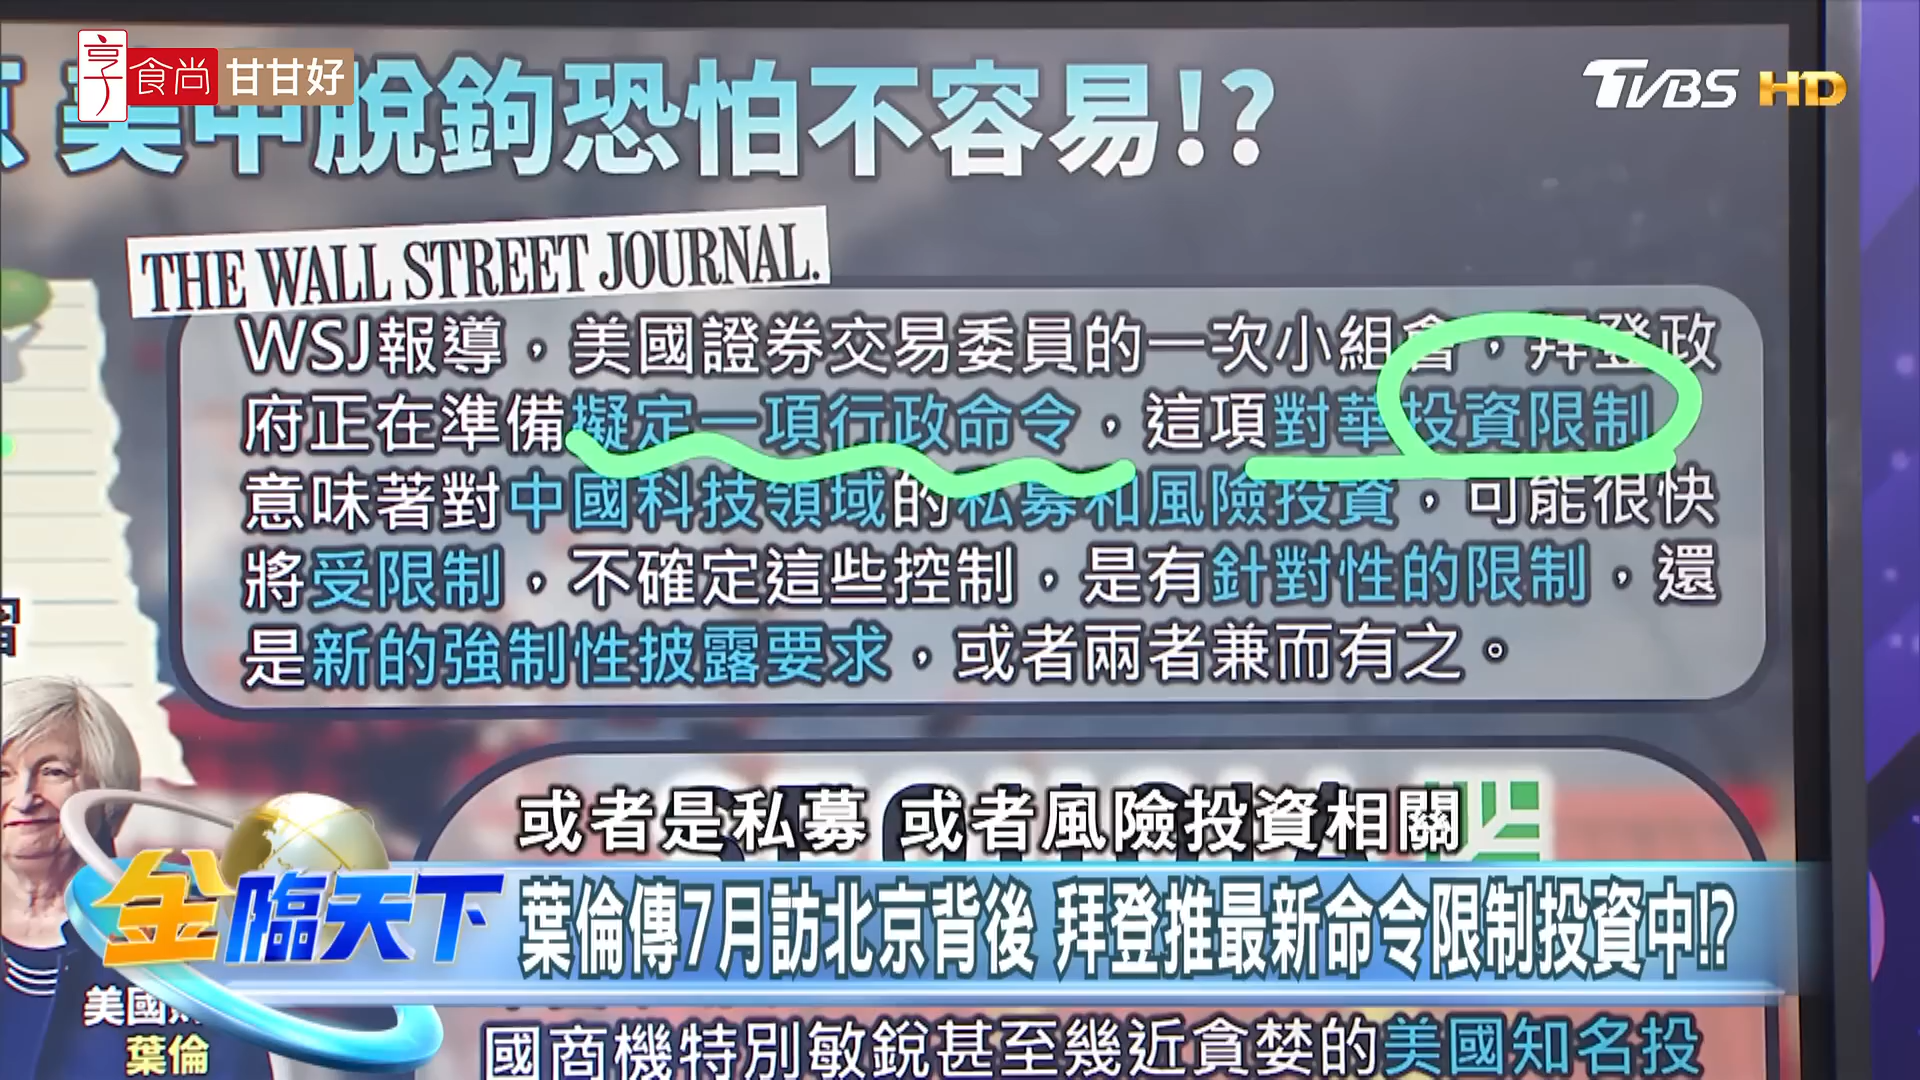 享食尚 甘甘好
TVBS HD
美中脫鉤恐怕不容易!?
THE WALL STREET JOURNAL.
WSJ報導，美國證券交易委員的一次小組會，拜登政
府正在準備擬定一項行政命令，這項對華投資限制
意味著對中國科技領域的私募和風險投資，可能很快
將受限制，不確定這些控制，是有針對性的限制，還
是新的強制性披露要求，或者兩者兼而有之。
或者是私募 或者風險投資相關
金臨天下
葉倫傳7月訪北京背後 拜登推最新命令限制投資中!?
美國財
葉倫
國商機特別敏銳甚至幾近貪婪的美國知名投